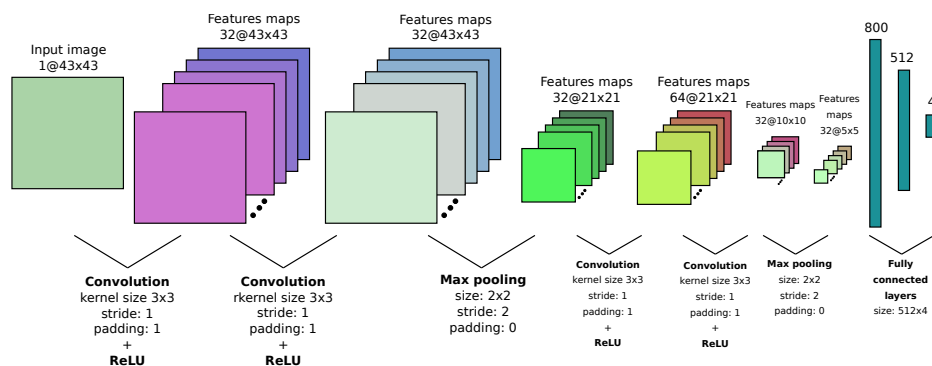 Input image
1@43x43
Features maps
32@43x43
Features maps
32@43x43
Features maps
32@21x21
Features maps
64@21x21
Features maps
32@10x10
Features
maps
32@5x5
800
512
4
Convolution
kernel size 3x3
stride: 1
padding: 1
+
ReLU
Convolution
rkernel size 3x3
stride: 1
padding: 1
+
ReLU
Max pooling
size: 2x2
stride: 2
padding: 0
Convolution
kernel size 3x3
stride: 1
padding: 1
+
ReLU
Convolution
kernel size 3x3
stride: 1
padding: 1
+
ReLU
Max pooling
size: 2x2
stride: 2
padding: 0
Fully
connected
layers
size: 512x4